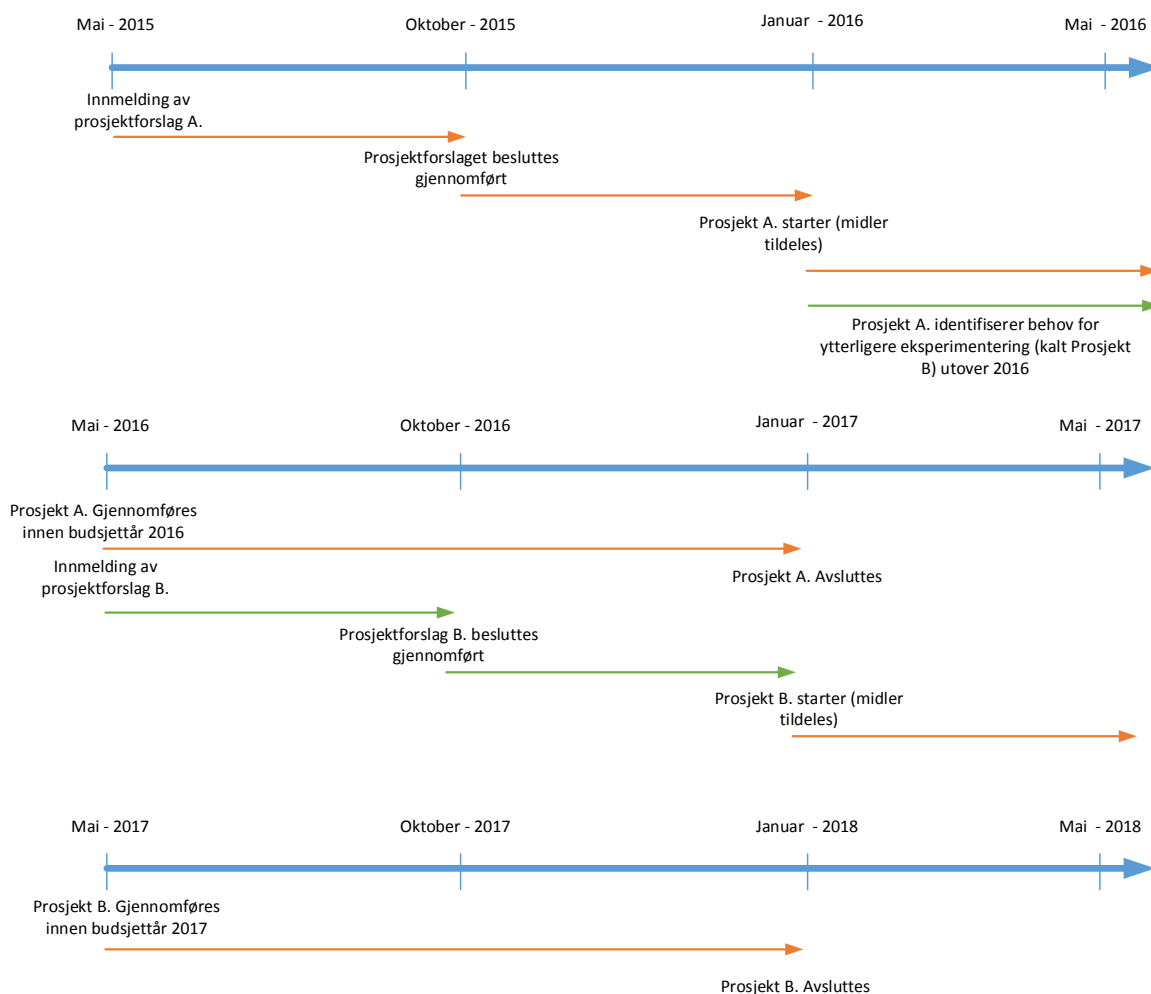 Mai - 2015
Oktober - 2015
Januar - 2016
Mai - 2016
Innmelding av
prosjektforslag A.
Prosjektforslaget besluttes
gjennomført
Prosjekt A. starter (midler
tildeles)
Prosjekt A. identifiserer behov for
ytterligere eksperimentering (kalt Prosjekt
B) utover 2016
Mai - 2016
Oktober - 2016
Januar - 2017
Mai - 2017
Prosjekt A. Gjennomføres
innen budsjettår 2016
Innmelding av
prosjektforslag B.
Prosjekt A. Avsluttes
Prosjektforslag B. besluttes
gjennomført
Prosjekt B. starter (midler
tildeles)
Mai - 2017
Oktober - 2017
Januar - 2018
Mai - 2018
Prosjekt B. Gjennomføres
innen budsjettår 2017
Prosjekt B. Avsluttes